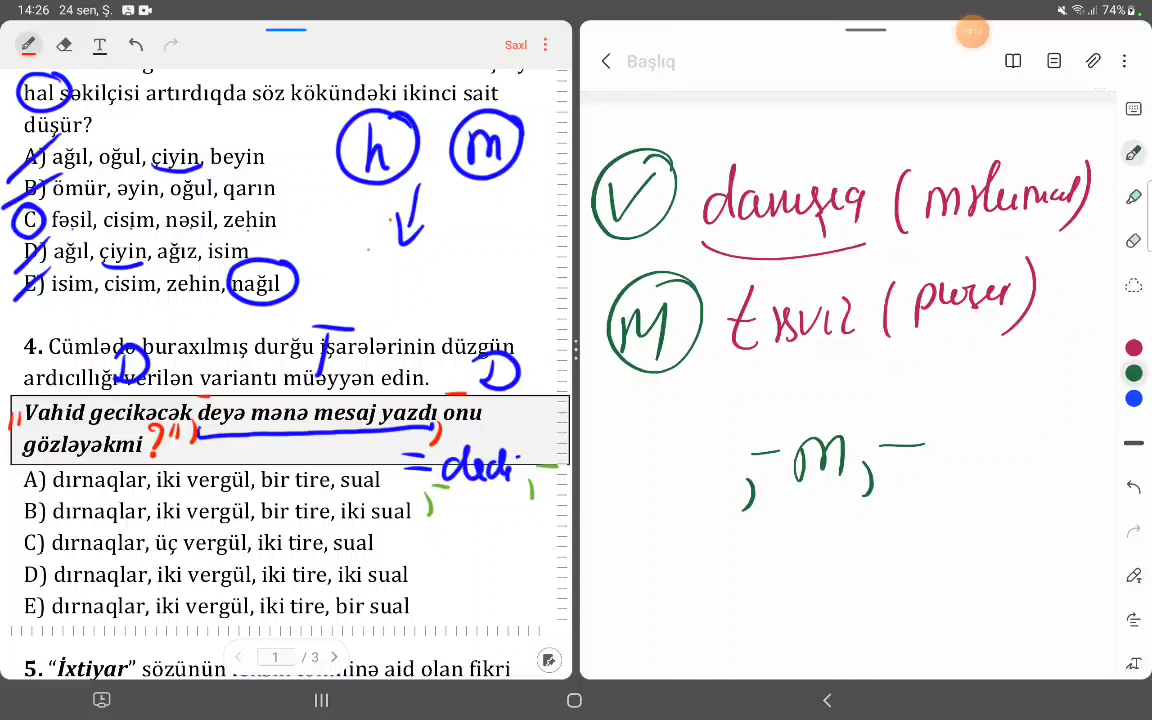 14:26 24 sen, Ş. 74%
Saxl
hal şəkilçisi artırdıqda söz kökündəki ikinci sait
düşür?
A) ağıl, oğul, çiyin, beyin
B) ömür, əyin, oğul, qarın
C) fəsil, cisim, nəsil, zehin
D) ağıl, çiyin, ağız, isim
E) isim, cisim, zehin, nağıl
h m
4. Cümlədə buraxılmış durğu işarələrinin düzgün
ardıcıllığı verilən variantı müəyyən edin.
D T D
Vahid gecikəcək deyə mənə mesaj yazdı onu
gözləyəkmi ?"
= dedi
A) dırnaqlar, iki vergül, bir tire, sual
B) dırnaqlar, iki vergül, bir tire, iki sual
C) dırnaqlar, üç vergül, iki tire, sual
D) dırnaqlar, iki vergül, iki tire, iki sual
E) dırnaqlar, iki vergül, iki tire, bir sual
1 / 3
5. “İxtiyar” sözünün aid olan fikri
Başlıq
V danışıq (məlumat)
M təsvir
, – m, –